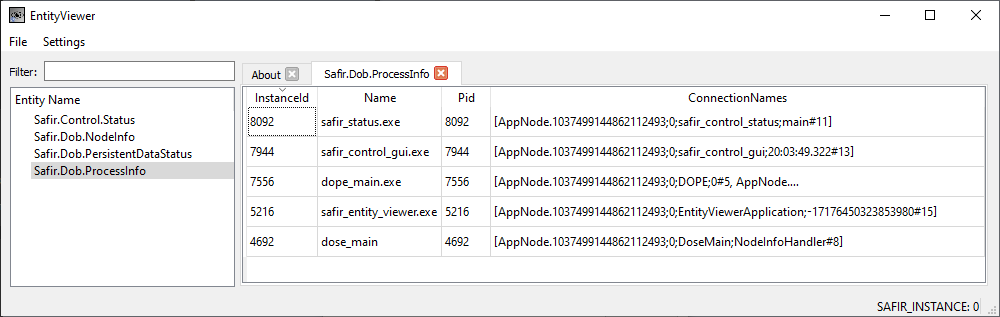 EntityViewer
File Settings
Filter:
Entity Name
Safir.Control.Status
Safir.Dob.NodeInfo
Safir.Dob.PersistentDataStatus
Safir.Dob.ProcessInfo
About Safir.Dob.ProcessInfo
InstanceId Name Pid ConnectionNames
8092 safir_status.exe 8092 [AppNode.1037499144862112493;0;safir_control_status;main#11]
7944 safir_control_gui.exe 7944 [AppNode.1037499144862112493;0;safir_control_gui;20:03:49.322#13]
7556 dope_main.exe 7556 [AppNode.1037499144862112493;0;DOPE;0#5, AppNode....
5216 safir_entity_viewer.exe 5216 [AppNode.1037499144862112493;0;EntityViewerApplication;-17176450323853980#15]
4692 dose_main 4692 [AppNode.1037499144862112493;0;DoseMain;NodeInfoHandler#8]
SAFIR_INSTANCE: 0